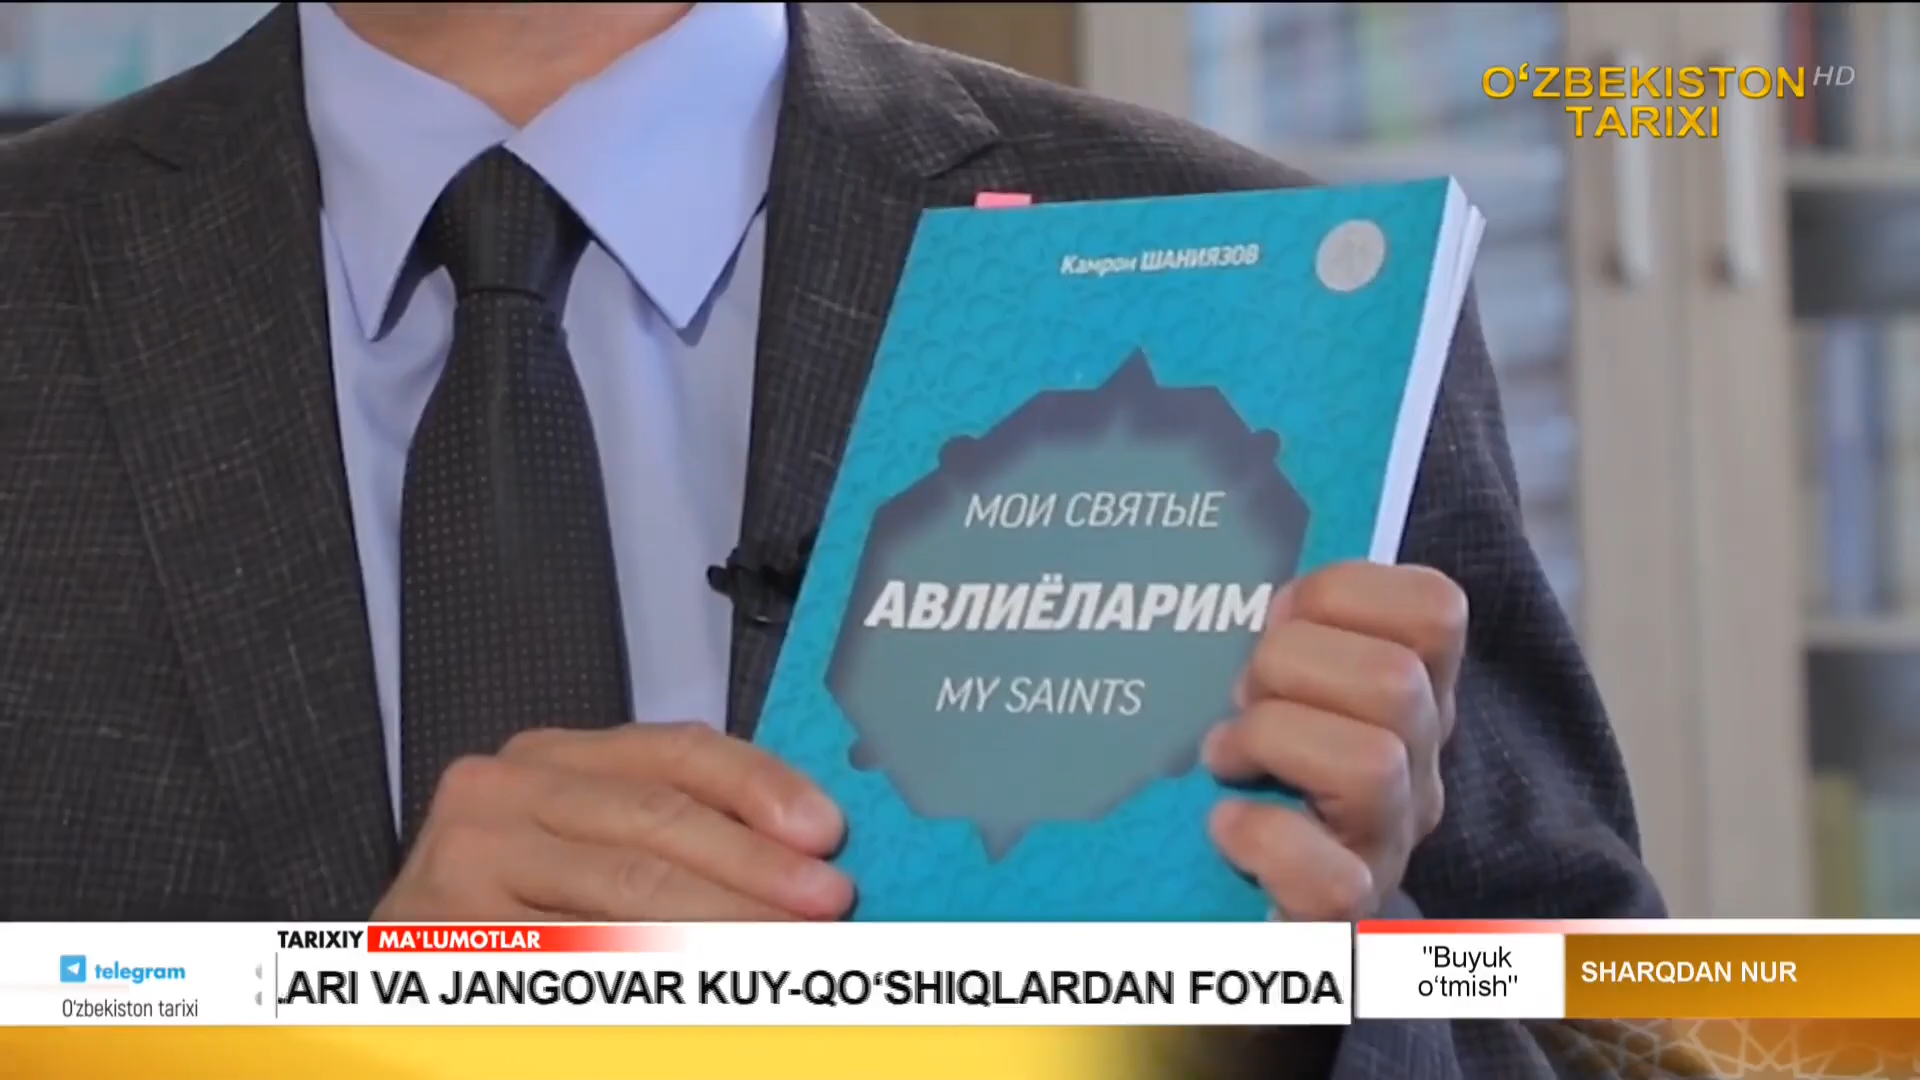 O‘ZBEKISTON HD
TARIXI
Камрон ШАНИЯЗОВ
МОИ СВЯТЫЕ
АВЛИЁЛАРИМ
MY SAINTS
TARIXIY MA'LUMOTLAR
telegram
O'zbekiston tarixi
LARI VA JANGOVAR KUY-QO‘SHIQLARDAN FOYDA
"Buyuk
o‘tmish"
SHARQDAN NUR